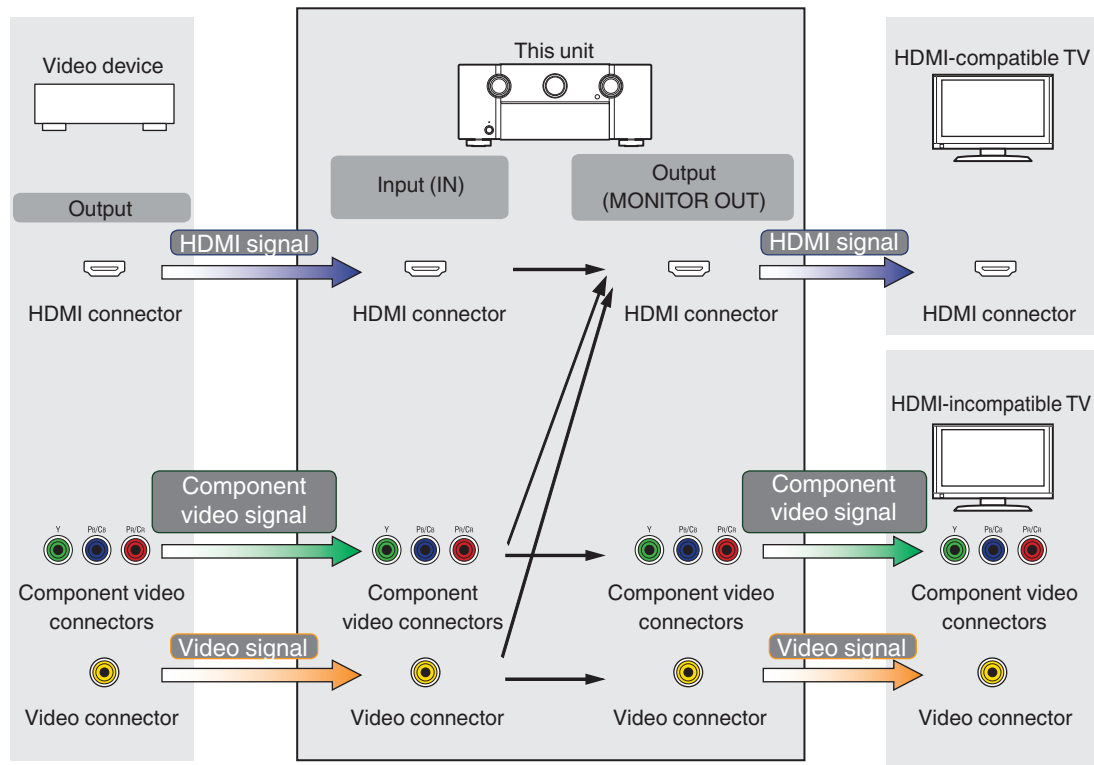 Video device
This unit
HDMI-compatible TV
Output
Input (IN)
Output
(MONITOR OUT)
HDMI signal
HDMI signal
HDMI connector
HDMI connector
HDMI connector
HDMI connector
HDMI-incompatible TV
Component
video signal
Component
video signal
Y
PB/CB
PR/CR
Y
PB/CB
PR/CR
Y
PB/CB
PR/CR
Y
PB/CB
PR/CR
Component video
connectors
Component
video connectors
Component video
connectors
Component video
connectors
Video signal
Video signal
Video connector
Video connector
Video connector
Video connector